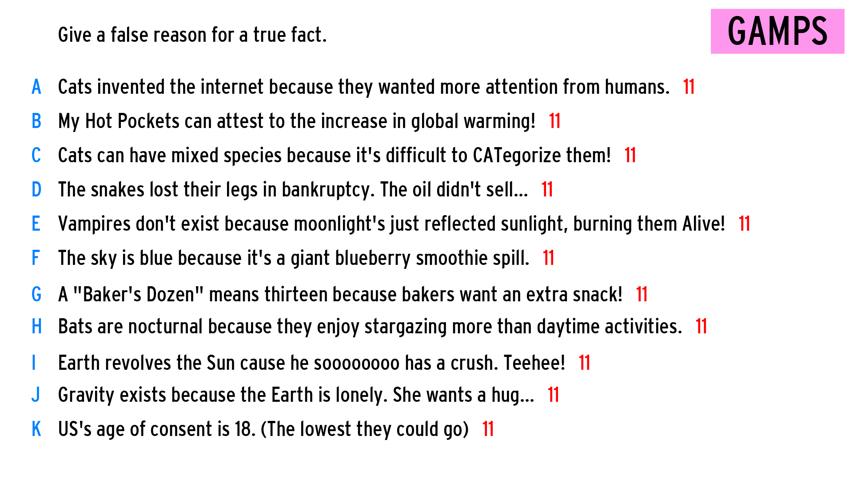 Give a false reason for a true fact.
GAMPS
A Cats invented the internet because they wanted more attention from humans. 11
B My Hot Pockets can attest to the increase in global warming! 11
C Cats can have mixed species because it's difficult to CATegorize them! 11
D The snakes lost their legs in bankruptcy. The oil didn't sell... 11
E Vampires don't exist because moonlight's just reflected sunlight, burning them Alive! 11
F The sky is blue because it's a giant blueberry smoothie spill. 11
G A "Baker's Dozen" means thirteen because bakers want an extra snack! 11
H Bats are nocturnal because they enjoy stargazing more than daytime activities. 11
I Earth revolves the Sun cause he soooooooo has a crush. Teehee! 11
J Gravity exists because the Earth is lonely. She wants a hug... 11
K US's age of consent is 18. (The lowest they could go) 11